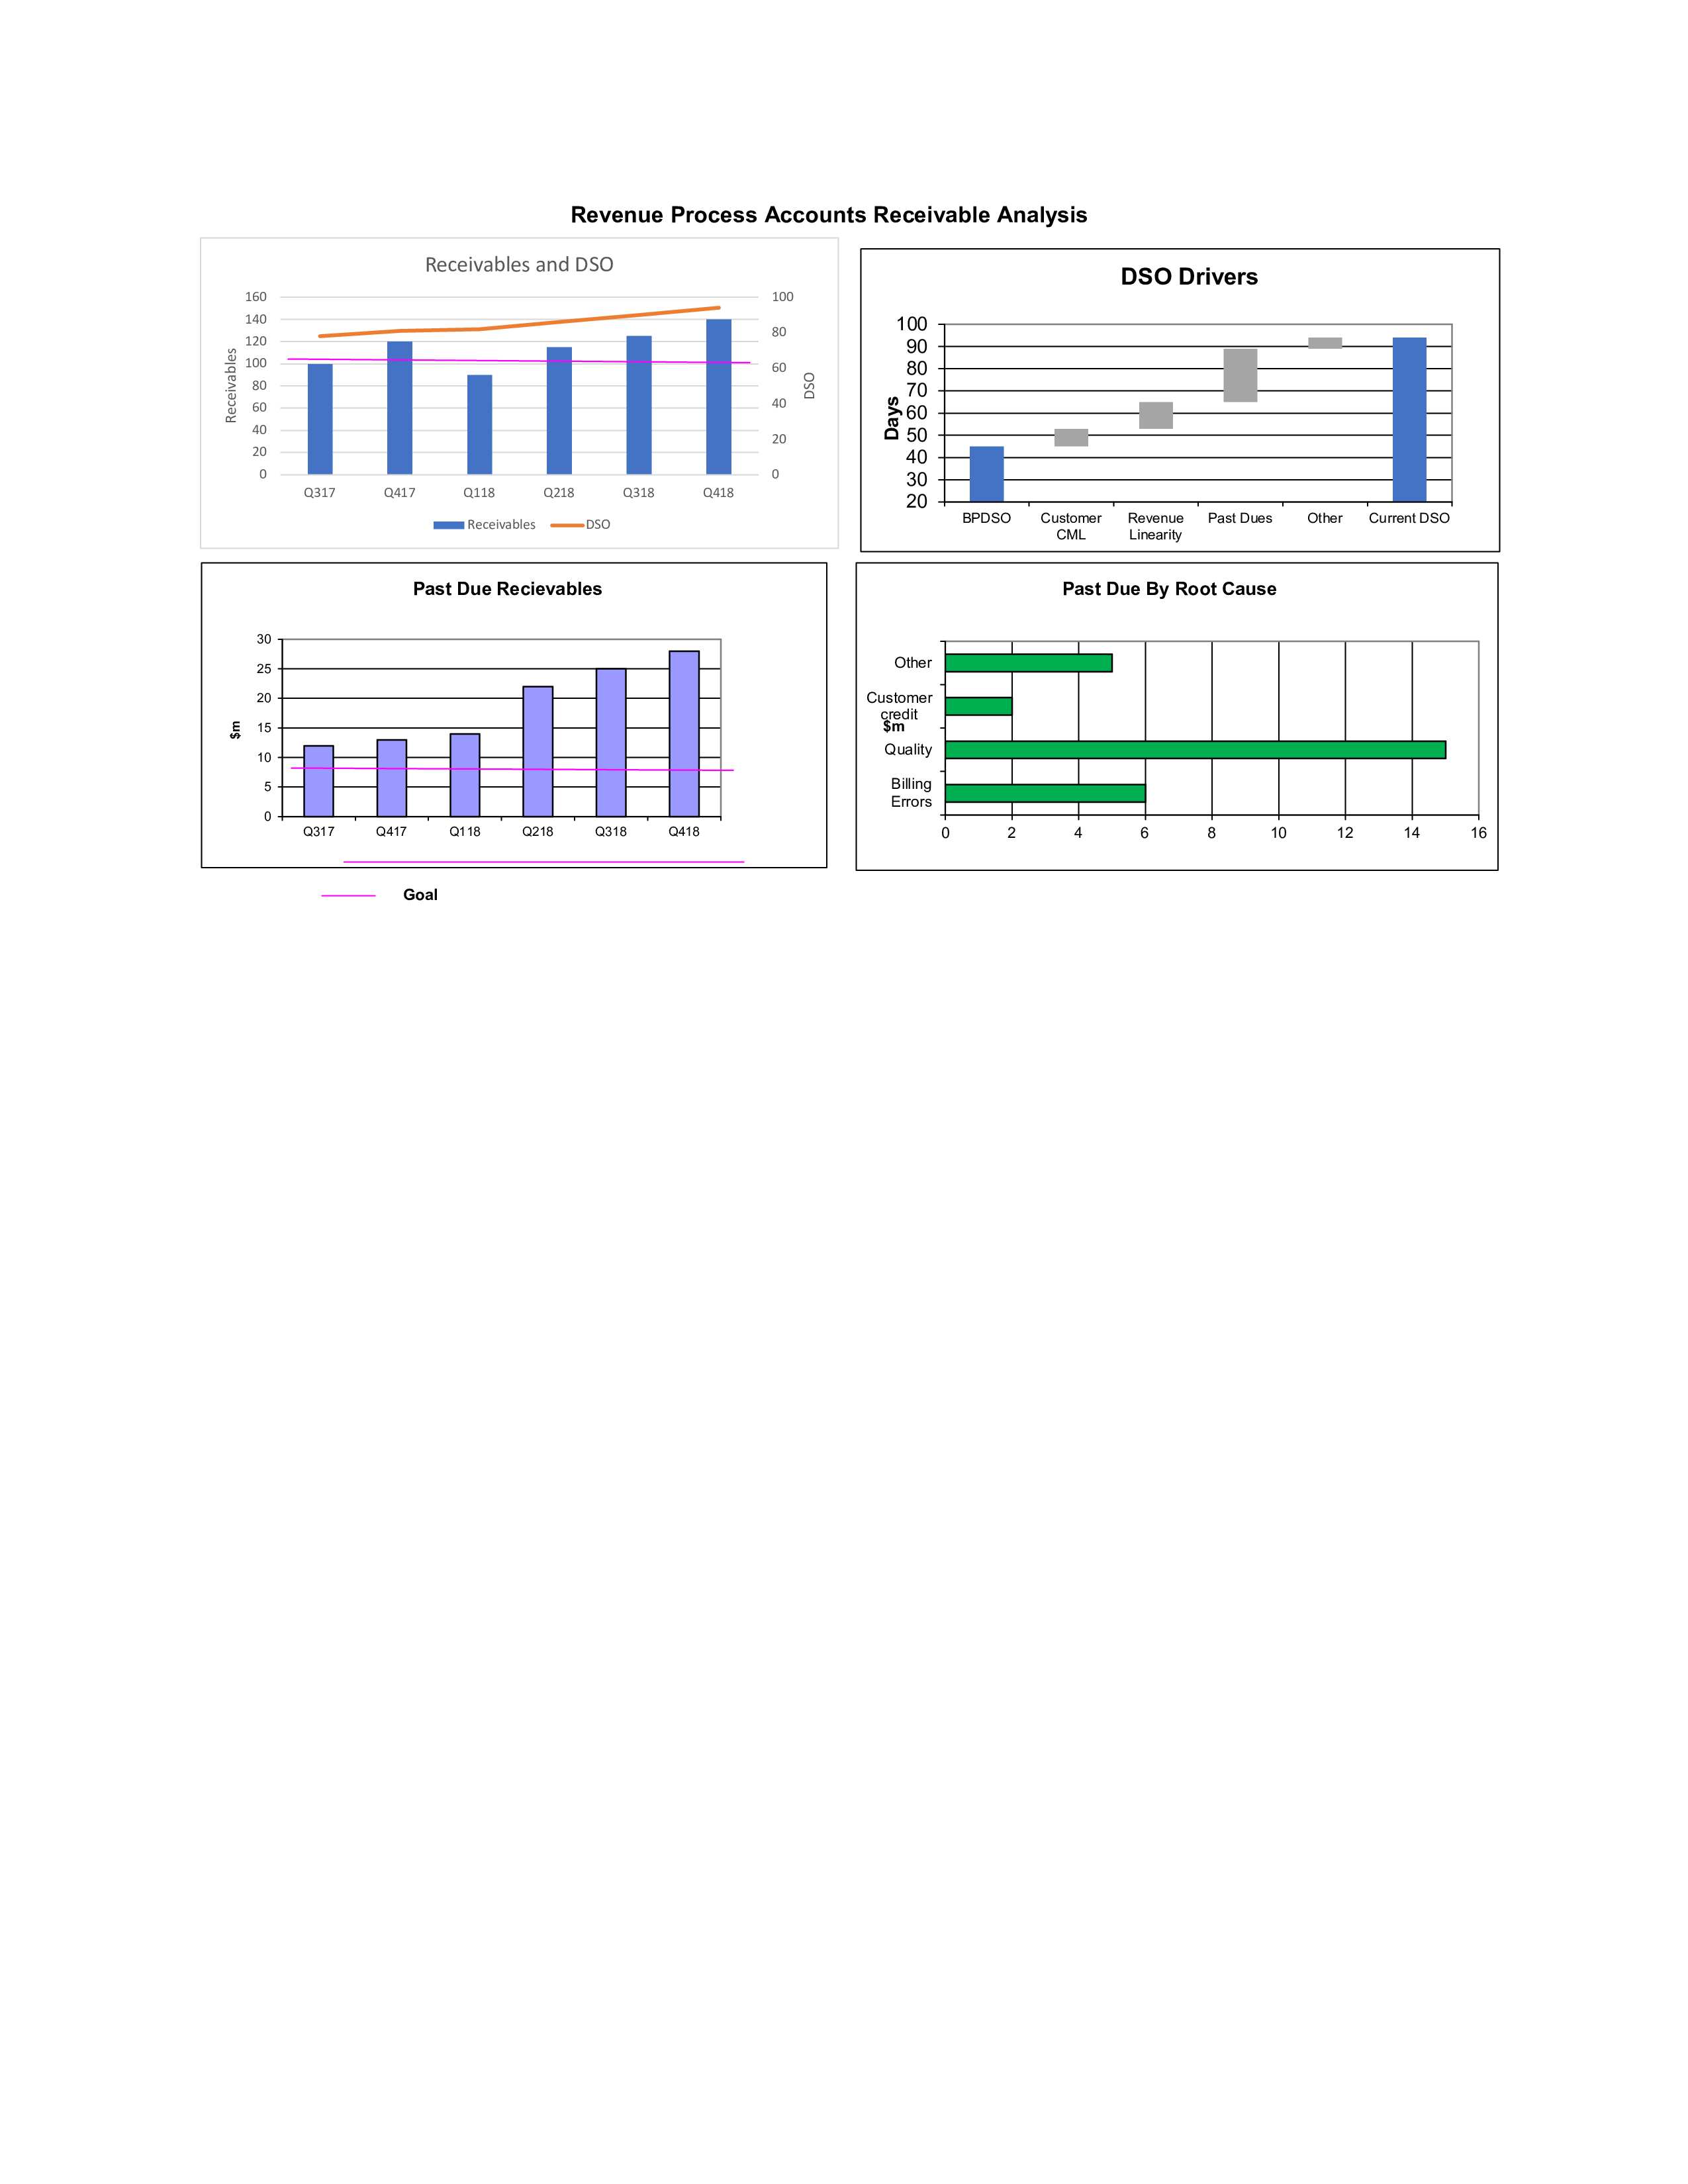 Revenue Process Accounts Receivable Analysis
Receivables and DSO
Receivables
160
140
120
100
80
60
40
20
0
100
80
60
40
20
0
DSO
Q317 Q417 Q118 Q218 Q318 Q418
Receivables DSO
DSO Drivers
Days
100
90
80
70
60
50
40
30
20
BPDSO Customer CML Revenue Linearity Past Dues Other Current DSO
Past Due Recievables
$m
30
25
20
15
10
5
0
Q317 Q417 Q118 Q218 Q318 Q418
Past Due By Root Cause
Other
Customer
credit
$m
Quality
Billing
Errors
0 2 4 6 8 10 12 14 16
Goal